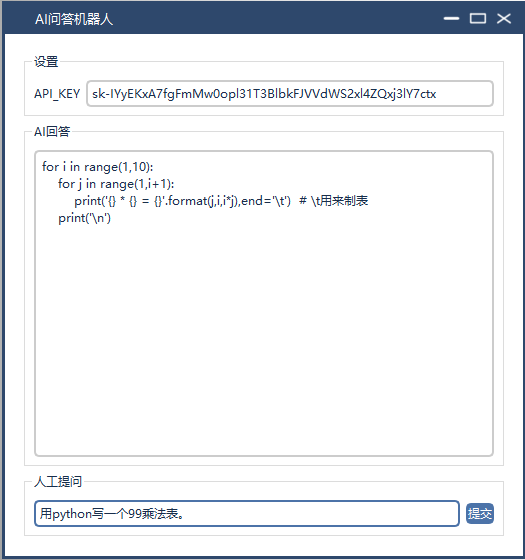 AI问答机器人
设置
API_KEY 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
AI回答
for i in range(1,10):
    for j in range(1,i+1):
        print('{} * {} = {}'.format(j,i,i*j),end='\t')  # \t用来制表
    print('\n')
人工提问
用python写一个99乘法表。 提交